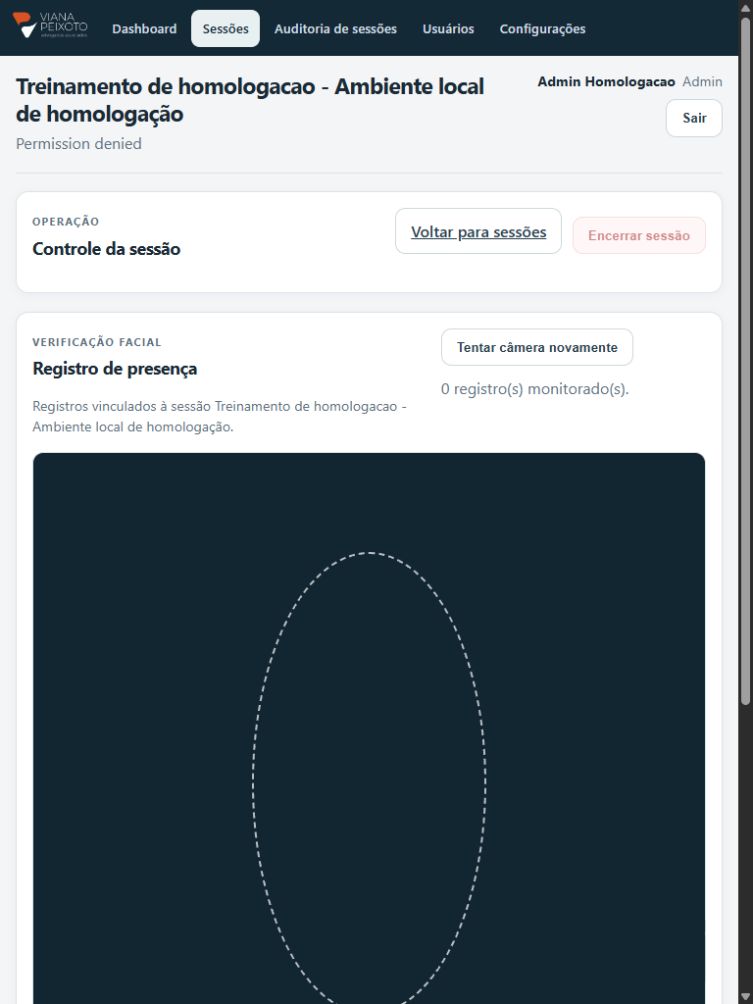 VIANA
PEIXOTO
Dashboard
Sessões
Auditoria de sessões
Usuários
Configurações
Treinamento de homologacao - Ambiente local
de homologação
Permission denied
Admin Homologacao Admin
Sair
OPERAÇÃO
Controle da sessão
Voltar para sessões
Encerrar sessão
VERIFICAÇÃO FACIAL
Registro de presença
Registros vinculados à sessão Treinamento de homologacao -
Ambiente local de homologação.
Tentar câmera novamente
0 registro(s) monitorado(s).